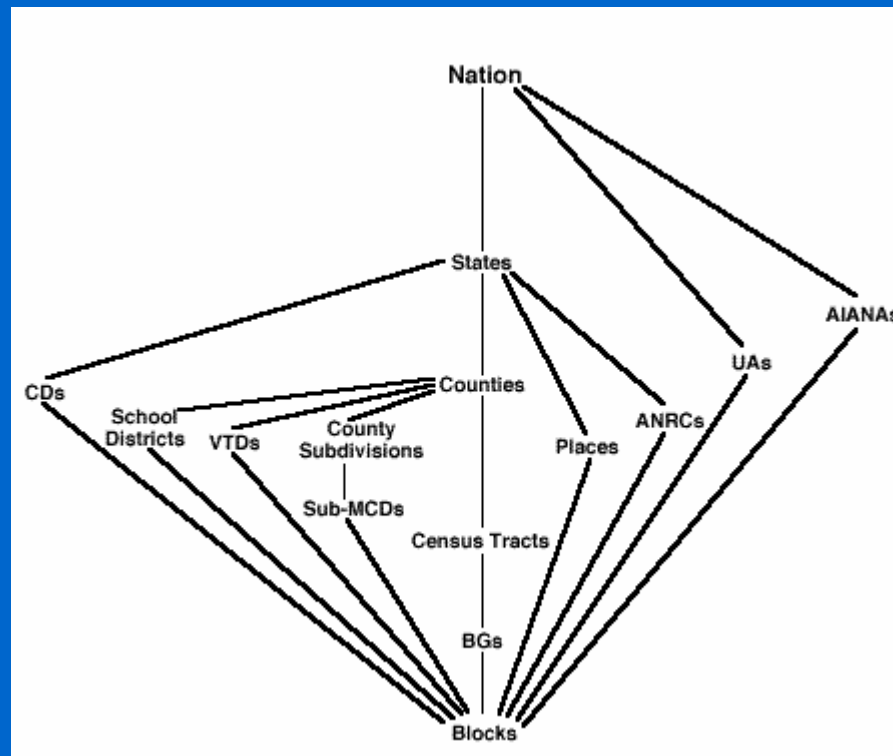 Nation
States
AIANAs
UAs
Counties
CDs
School
Districts
VTDs
County
Subdivisions
Places
ANRCs
Sub-MCDs
Census Tracts
BGs
Blocks